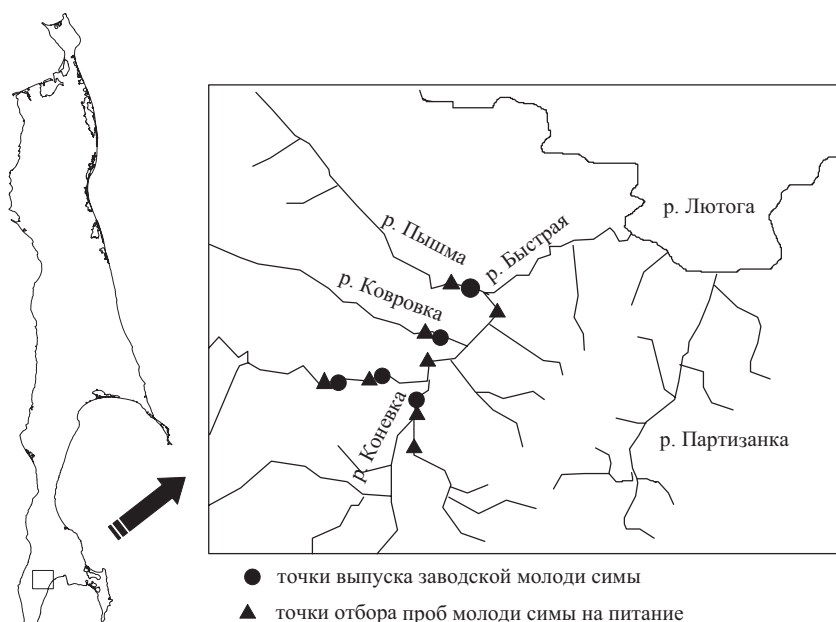 р. Лютога
р. Пышма
р. Быстрая
р. Ковровка
р. Коневка
р. Партизанка
точки выпуска заводской молоди симы
точки отбора проб молоди симы на питание